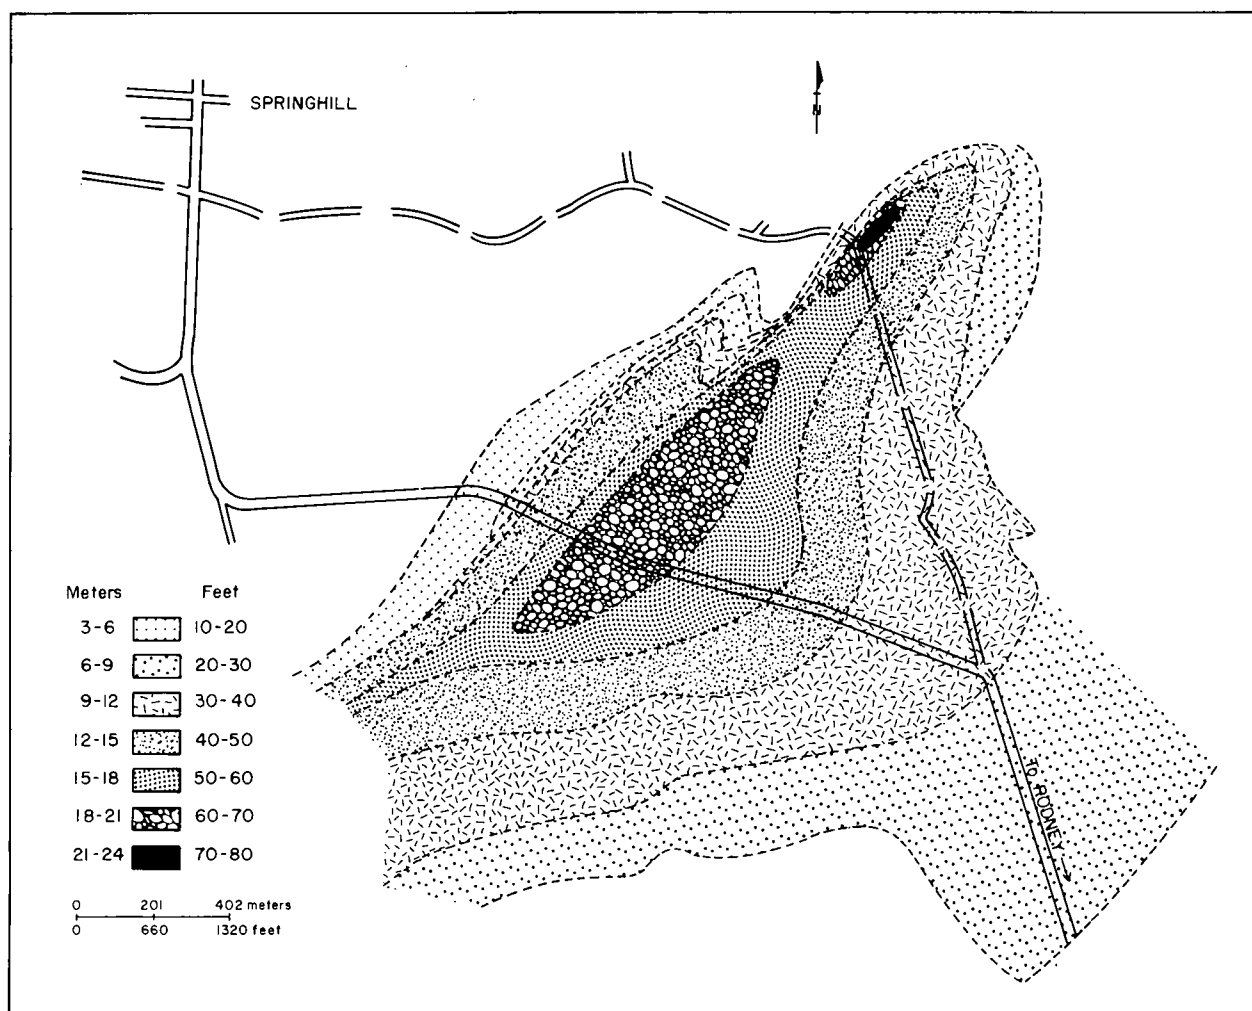 SPRINGHILL
N
Meters Feet
3-6 10-20
6-9 20-30
9-12 30-40
12-15 40-50
15-18 50-60
18-21 60-70
21-24 70-80
0 201 402 meters
0 660 1320 feet
TO RODNEY